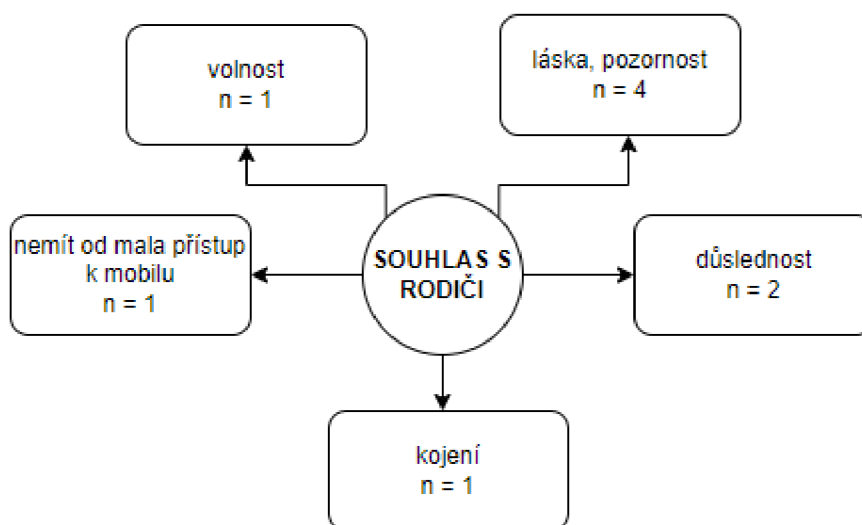 volnost
n = 1
láska, pozornost
n = 4
nemít od mala přístup
k mobilu
n = 1
SOUHLAS S
RODIČI
důslednost
n = 2
kojení
n = 1